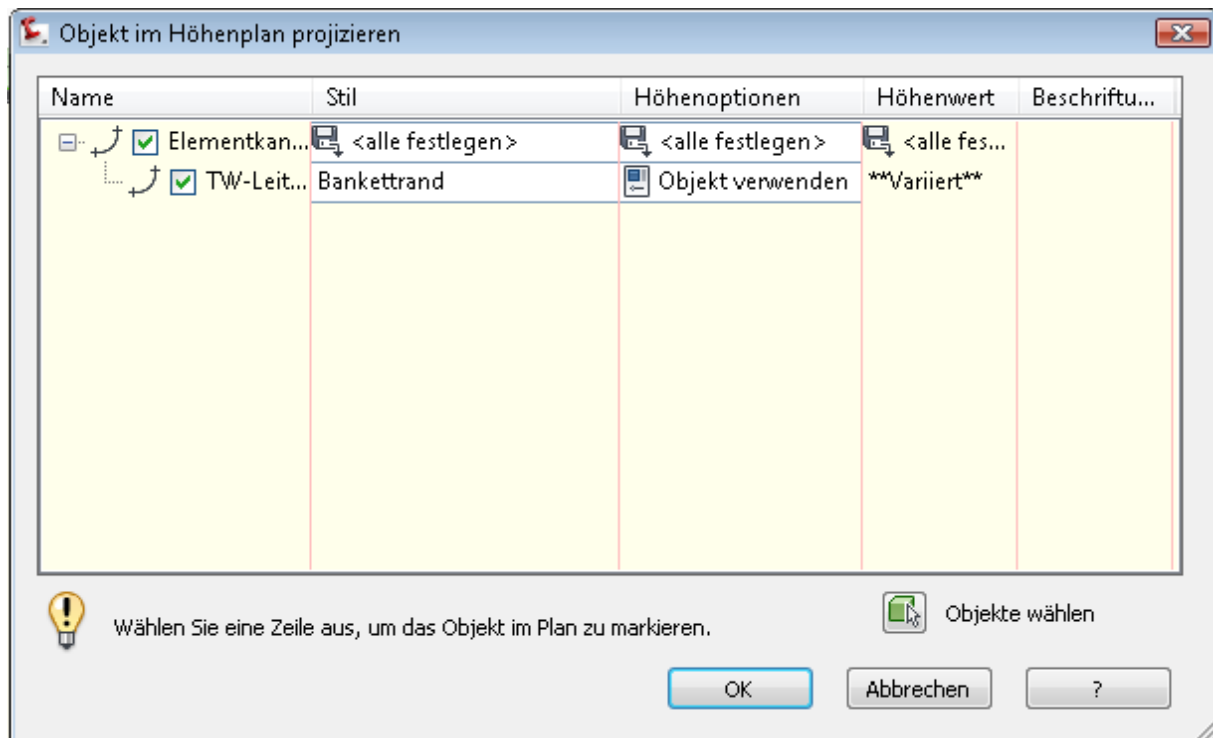 Objekt im Höhenplan projizieren
Name Stil Höhenoptionen Höhenwert Beschriftu...
Elementkan... <alle festlegen> <alle festlegen> <alle fes...
TW-Leit... Bankettrand Objekt verwenden **Variiert**
Wählen Sie eine Zeile aus, um das Objekt im Plan zu markieren.
Objekte wählen
OK Abbrechen ?